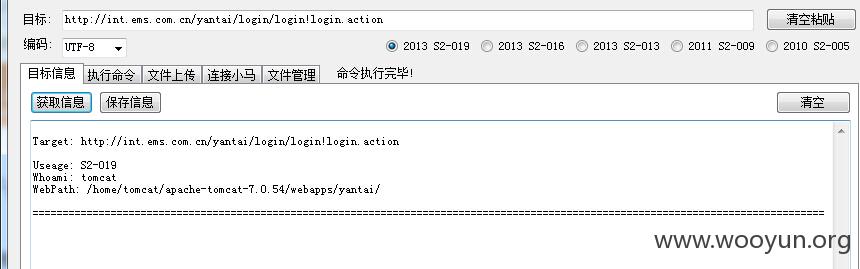 目标: http://int.ems.com.cn/yantai/login/login!login.action 清空粘贴
编码: UTF-8 2013 S2-019 2013 S2-016 2013 S2-013 2011 S2-009 2010 S2-005
目标信息 执行命令 文件上传 连接小马 文件管理 命令执行完毕!
获取信息 保存信息 清空
Target: http://int.ems.com.cn/yantai/login/login!login.action
Useage: S2-019
Whoami: tomcat
WebPath: /home/tomcat/apache-tomcat-7.0.54/webapps/yantai/
====================================================================================================================================
www.wooyun.org